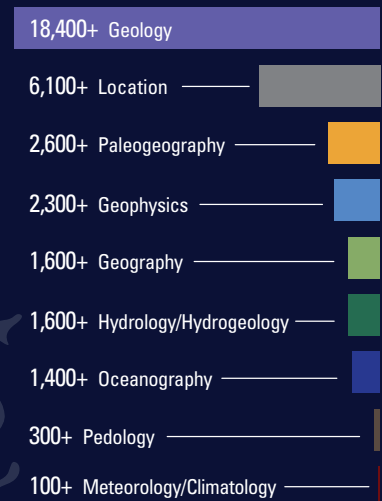 18,400+ Geology
6,100+ Location
2,600+ Paleogeography
2,300+ Geophysics
1,600+ Geography
1,600+ Hydrology/Hydrogeology
1,400+ Oceanography
300+ Pedology
100+ Meteorology/Climatology